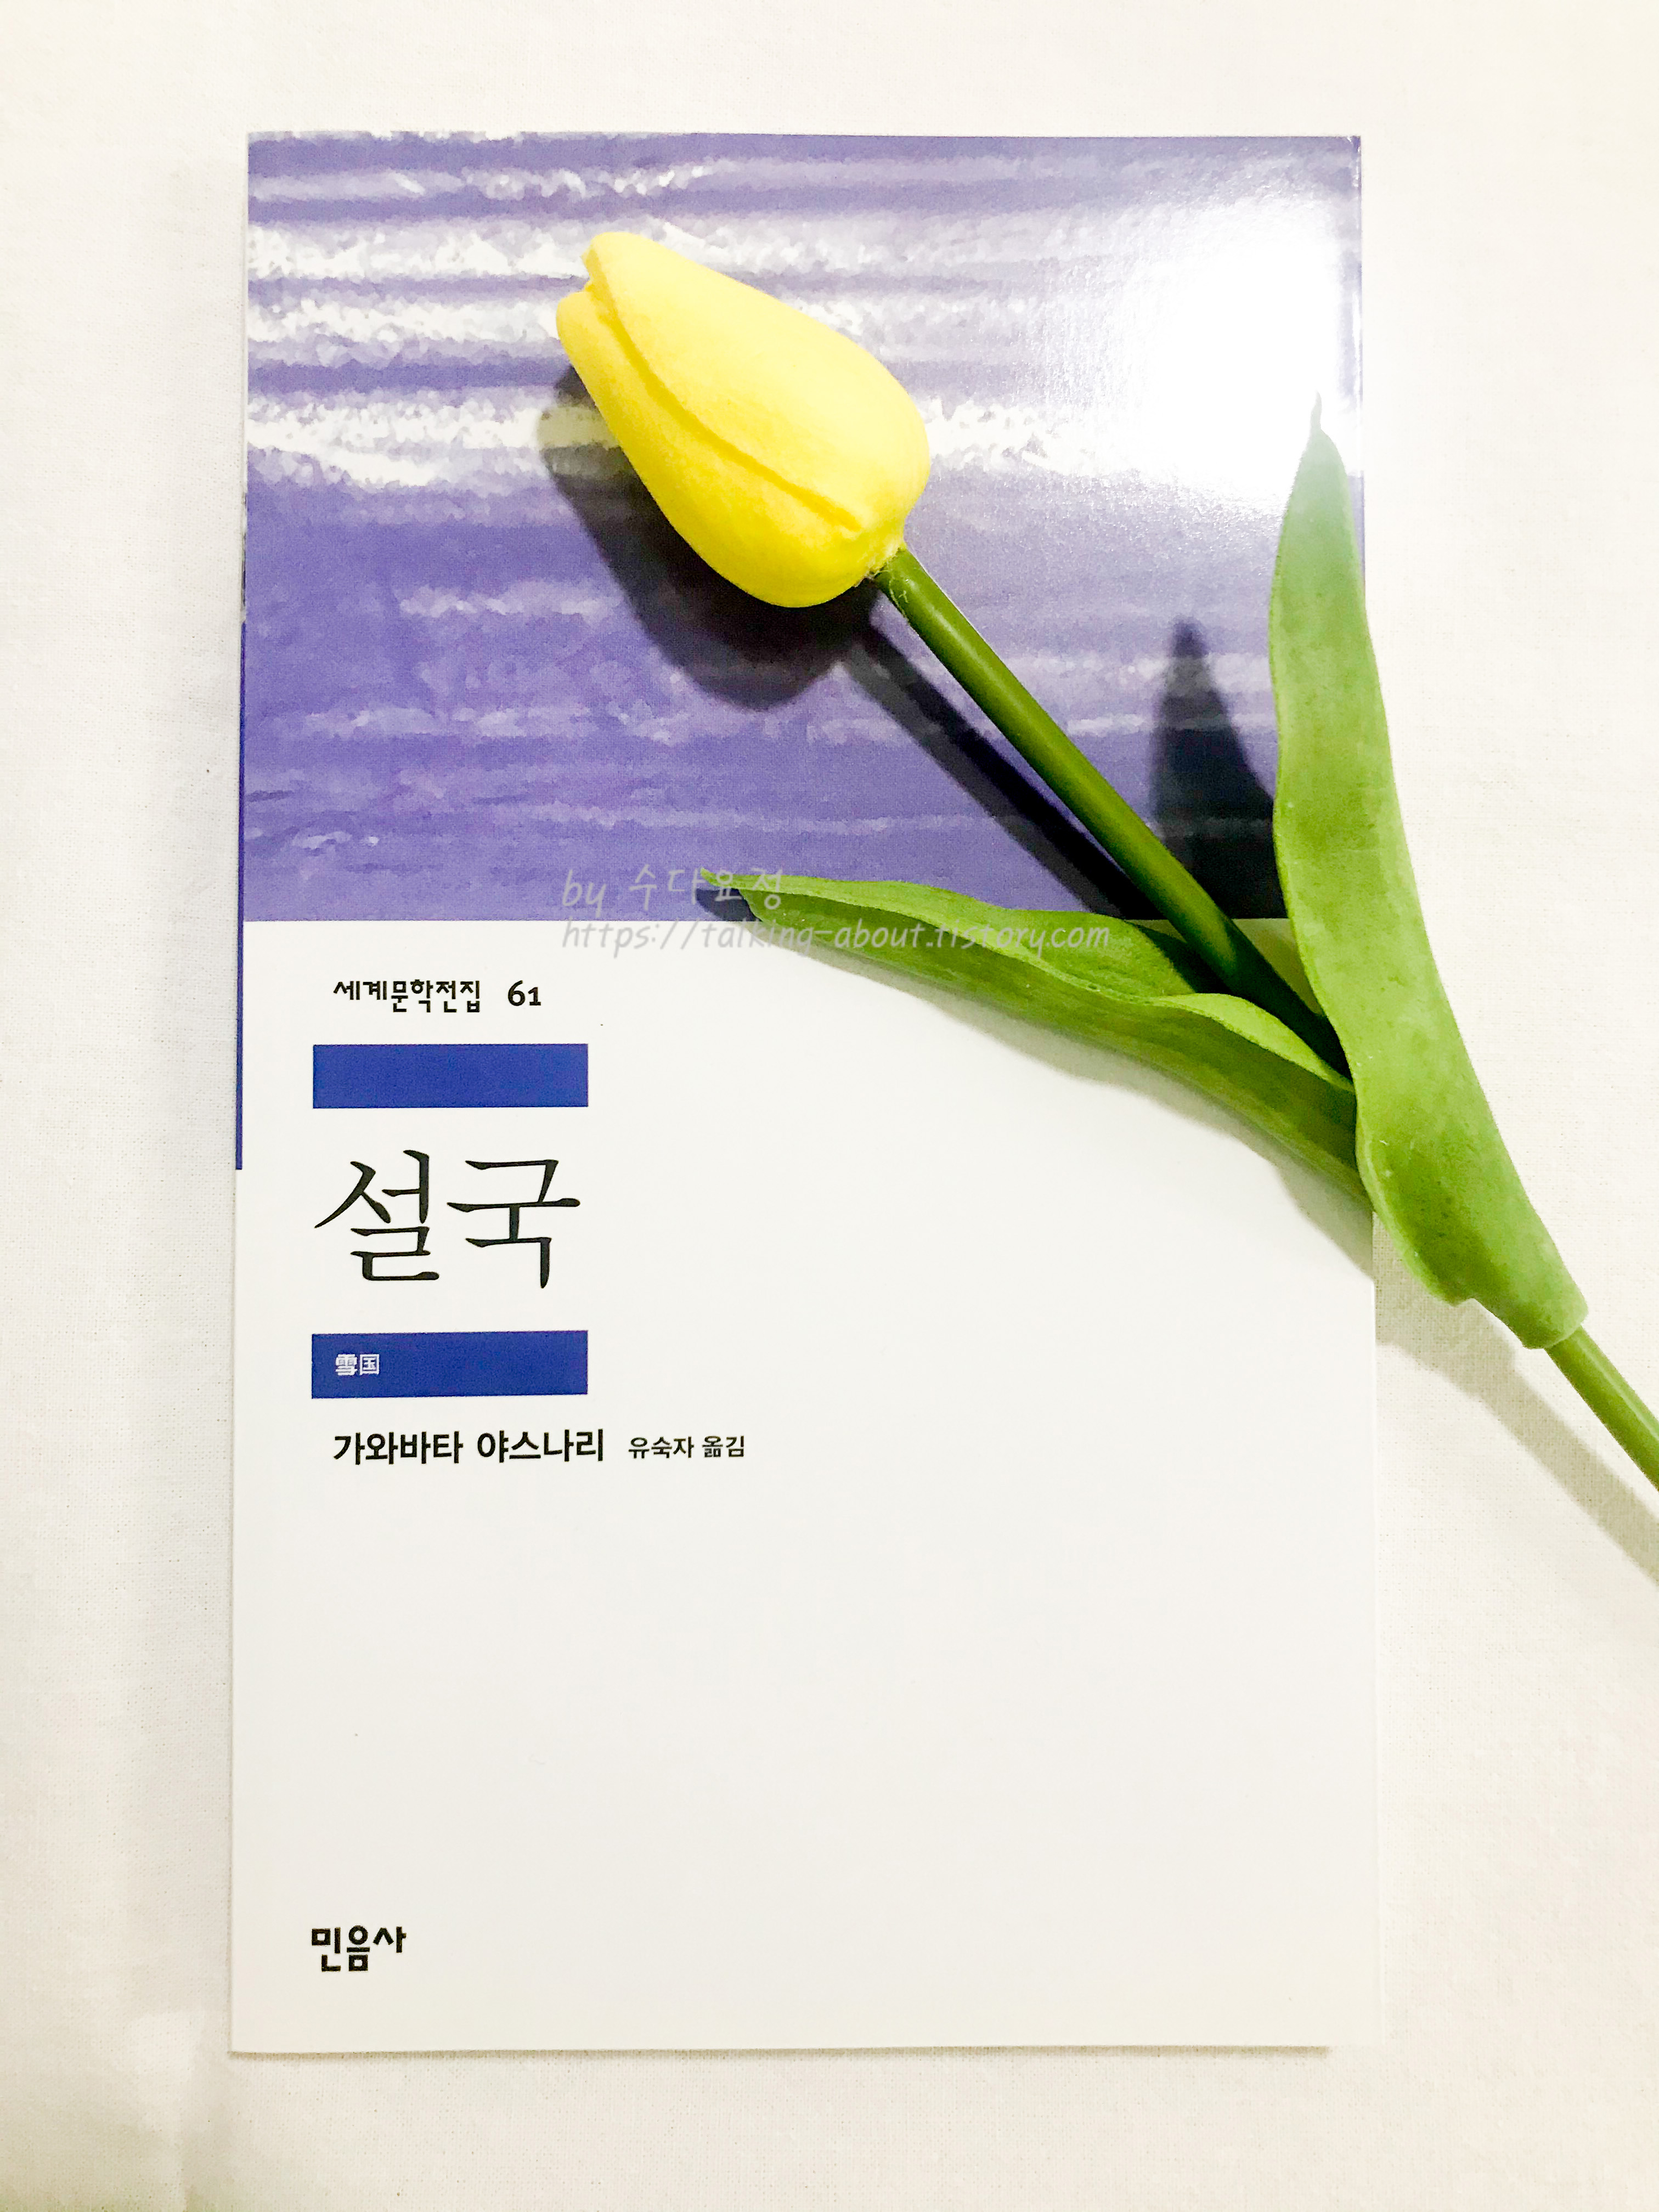 by 수다요정
https://talking-about.tistory.com
세계문학전집 61
설국
雪国
가와바타 야스나리 유숙자 옮김
민음사